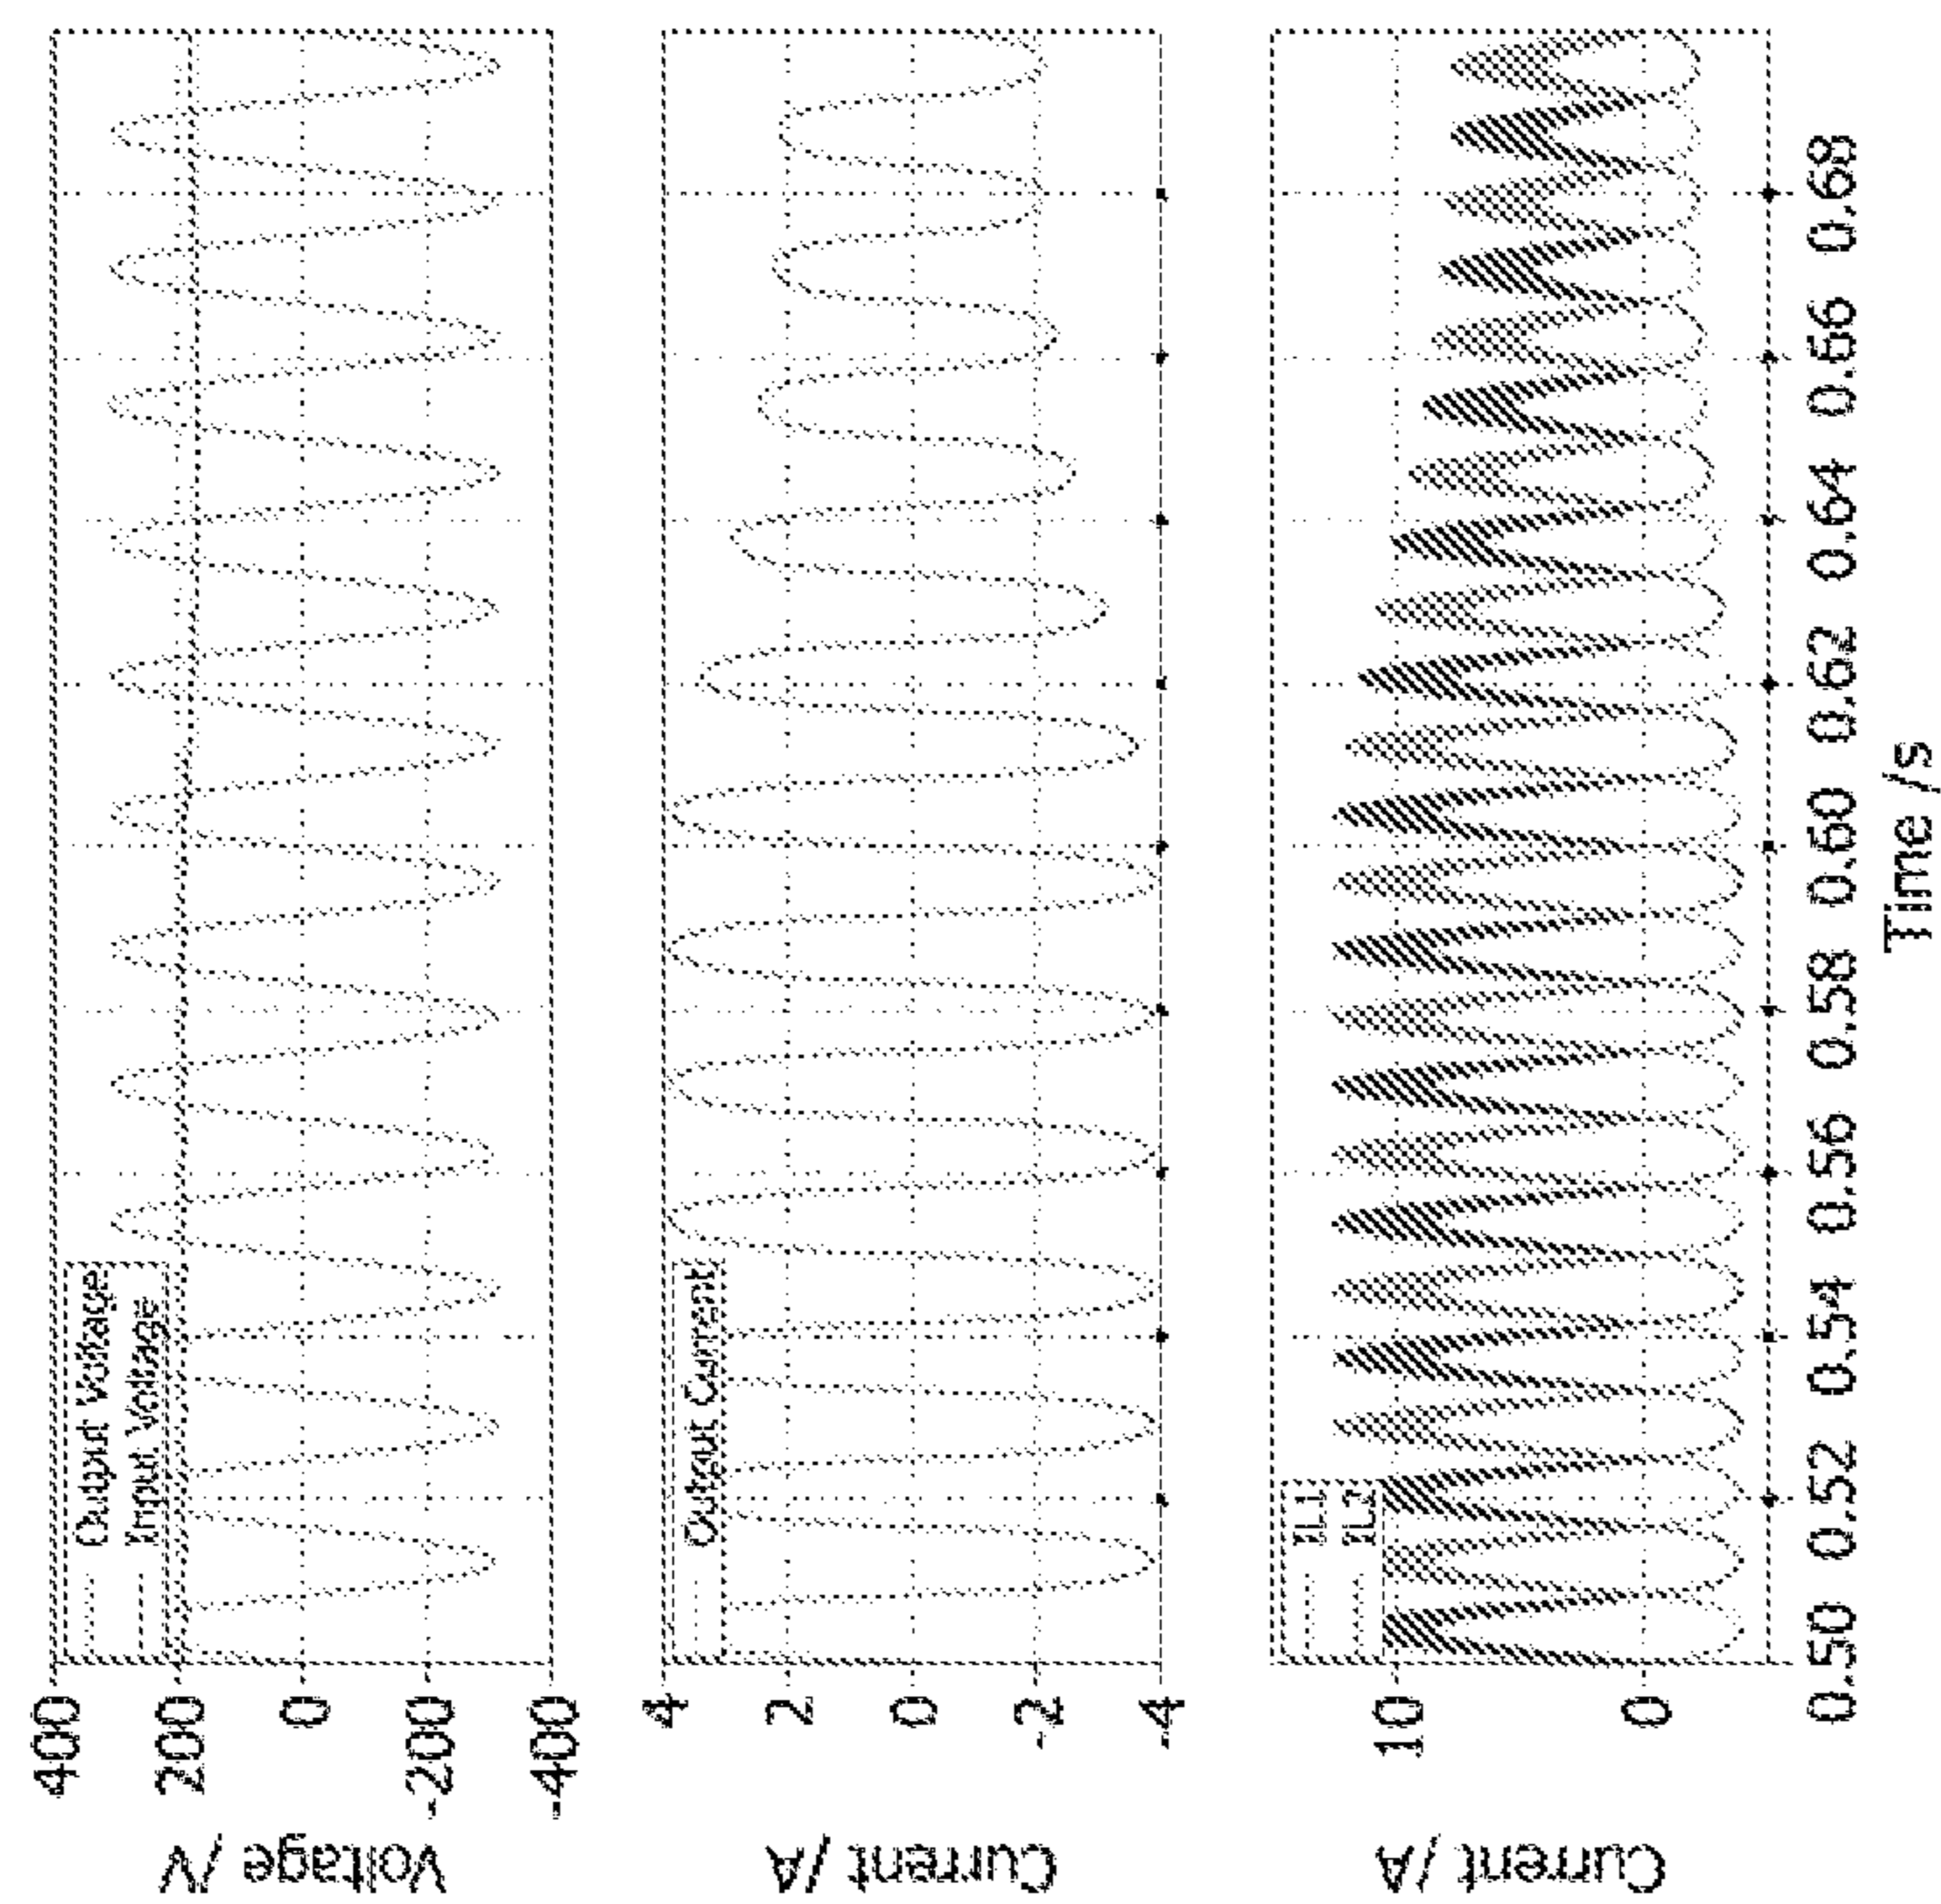 Voltage /V
400
200
0
-200
-400
Output Voltage
Input Voltage
Current /A
4
2
0
-2
-4
Output Current
Current /A
10
0
IL1
IL2
0.50 0.52 0.54 0.56 0.58 0.60 0.62 0.64 0.66 0.68
Time /s